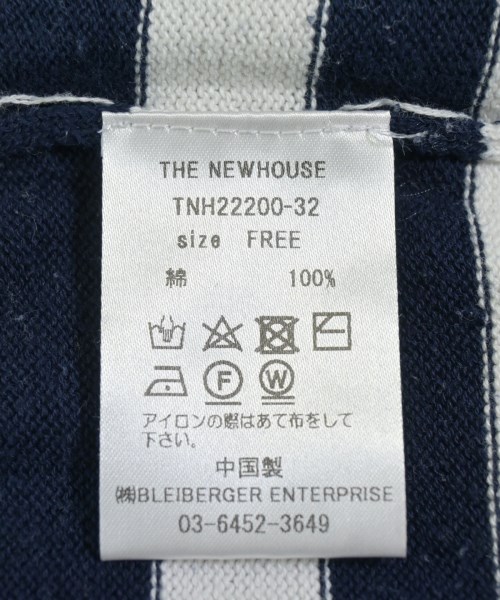 THE NEWHOUSE
TNH22200-32
size FREE
綿 100%
F W
アイロンの際はあて布をして
下さい。
中国製
㈱BLEIBERGER ENTERPRISE
03-6452-3649